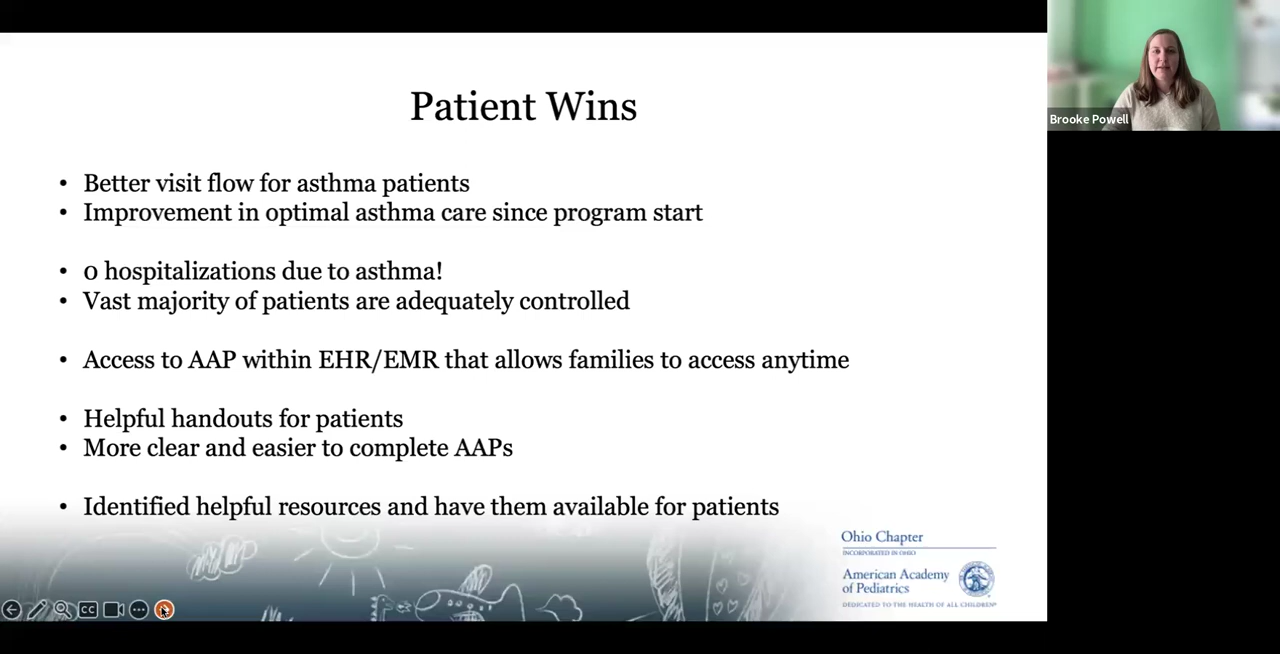 Patient Wins
• Better visit flow for asthma patients
• Improvement in optimal asthma care since program start
• 0 hospitalizations due to asthma!
• Vast majority of patients are adequately controlled
• Access to AAP within EHR/EMR that allows families to access anytime
• Helpful handouts for patients
• More clear and easier to complete AAPs
• Identified helpful resources and have them available for patients
Ohio Chapter
INCORPORATED IN OHIO
American Academy
of Pediatrics
DEDICATED TO THE HEALTH OF ALL CHILDREN®
CC
Brooke Powell